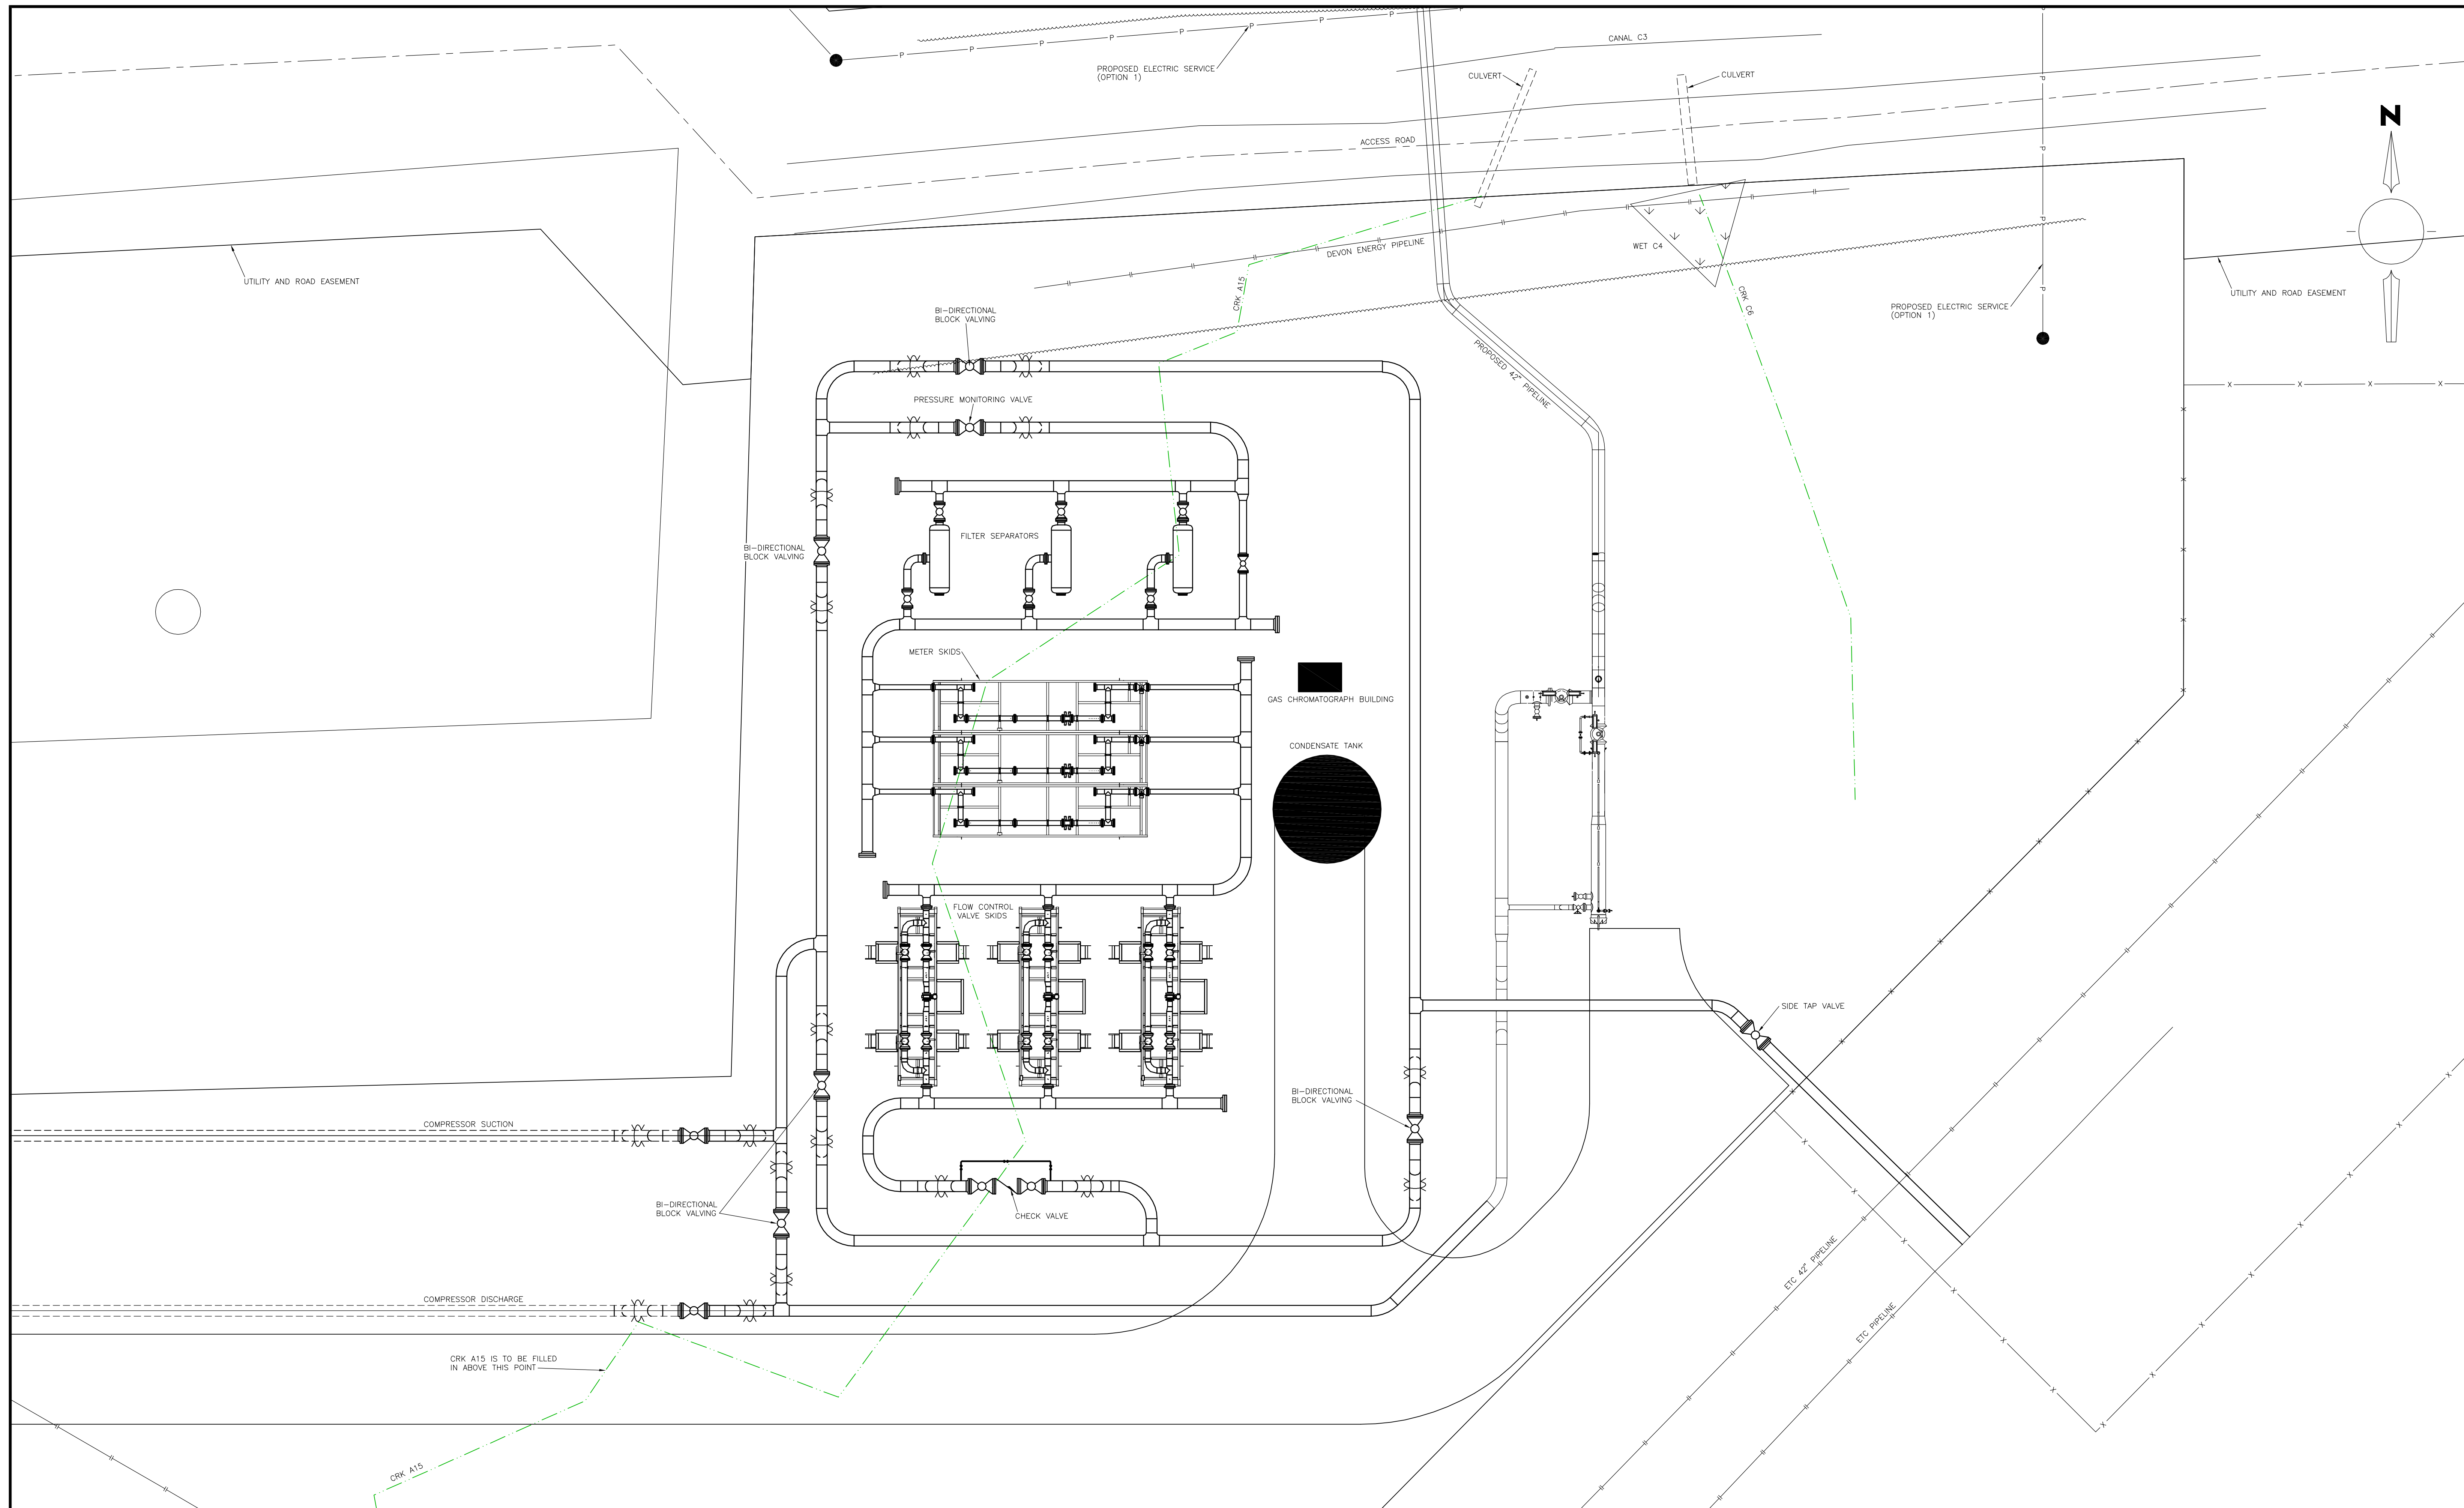 CANAL C3
PROPOSED ELECTRIC SERVICE
(OPTION 1)
CULVERT
CULVERT
N
ACCESS ROAD
DEVON ENERGY PIPELINE
WET C4
UTILITY AND ROAD EASEMENT
CRK A15
CRK C6
PROPOSED ELECTRIC SERVICE
(OPTION 1)
UTILITY AND ROAD EASEMENT
BI-DIRECTIONAL
BLOCK VALVING
PROPOSED 42" PIPELINE
PRESSURE MONITORING VALVE
BI-DIRECTIONAL
BLOCK VALVING
FILTER SEPARATORS
METER SKIDS
GAS CHROMATOGRAPH BUILDING
CONDENSATE TANK
FLOW CONTROL
VALVE SKIDS
SIDE TAP VALVE
BI-DIRECTIONAL
BLOCK VALVING
COMPRESSOR SUCTION
BI-DIRECTIONAL
BLOCK VALVING
CHECK VALVE
ETC 42" PIPELINE
COMPRESSOR DISCHARGE
ETC PIPELINE
CRK A15 IS TO BE FILLED
IN ABOVE THIS POINT
CRK A15